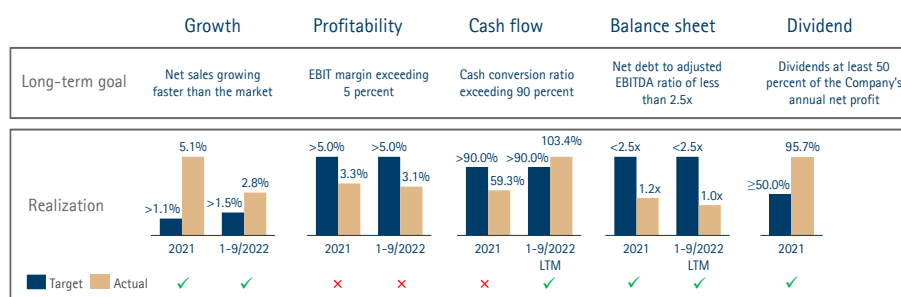 Growth
Profitability
Cash flow
Balance sheet
Dividend
Long-term goal
Net sales growing
faster than the market
EBIT margin exceeding
5 percent
Cash conversion ratio
exceeding 90 percent
Net debt to adjusted
EBITDA ratio of less
than 2.5x
Dividends at least 50
percent of the Company's
annual net profit
Realization
>1.1%
5.1%
>1.5%
2.8%
2021
1-9/2022
>5.0%
3.3%
>5.0%
3.1%
2021
1-9/2022
>90.0%
59.3%
>90.0%
103.4%
2021
1-9/2022
LTM
<2.5x
1.2x
<2.5x
1.0x
2021
1-9/2022
LTM
≥50.0%
95.7%
2021
Target
Actual
✓
✓
×
×
×
✓
✓
✓
✓